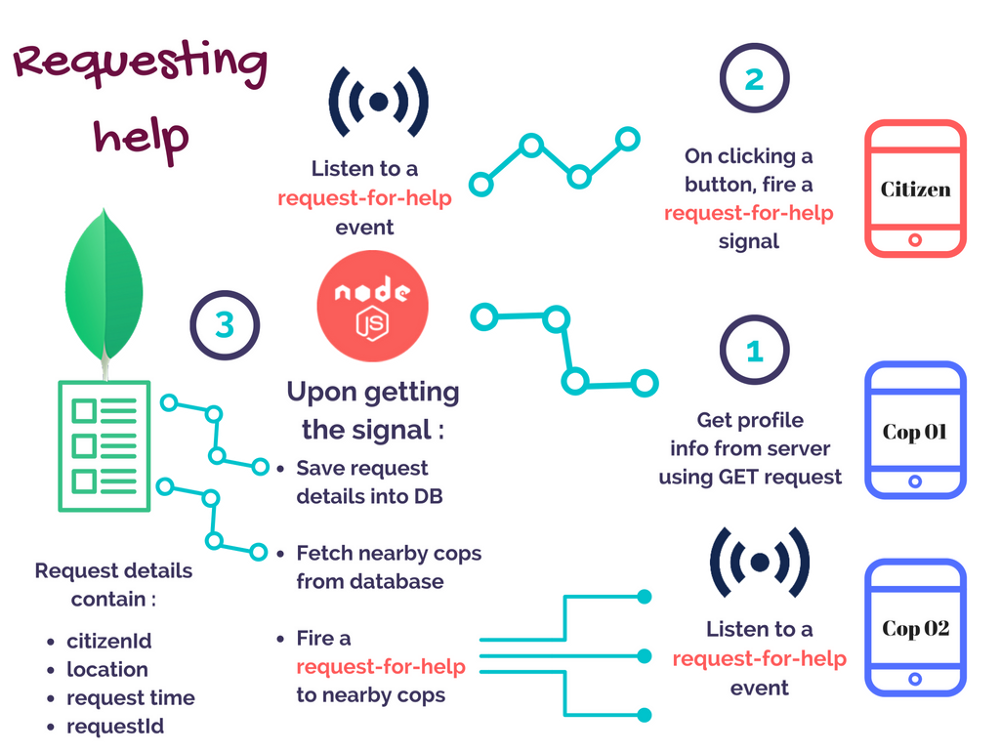 Requesting
help
Listen to a
request-for-help
event
2
On clicking a
button, fire a
request-for-help
signal
Citizen
3
node
JS
1
Get profile
info from server
using GET request
Cop 01
Upon getting
the signal :
• Save request
details into DB
• Fetch nearby cops
from database
• Fire a
request-for-help
to nearby cops
Listen to a
request-for-help
event
Cop 02
Request details
contain :
• citizenId
• location
• request time
• requestId